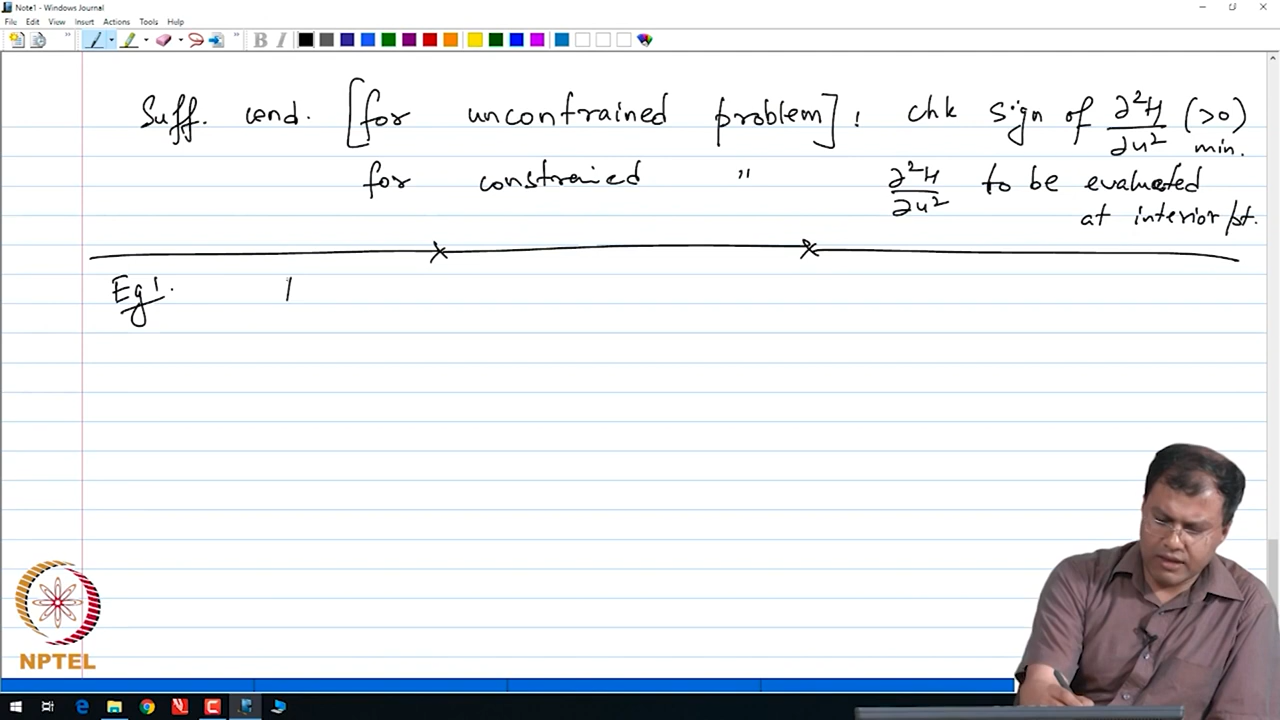 Note1 - Windows Journal
File Edit View Insert Actions Tools Help
Suff. cond. [for uncontrained problem] : chk sign of ∂²H/∂u² (>0) min.
for constrained " ∂²H/∂u² to be evaluated
at interior pt.
Eg 1.
NPTEL